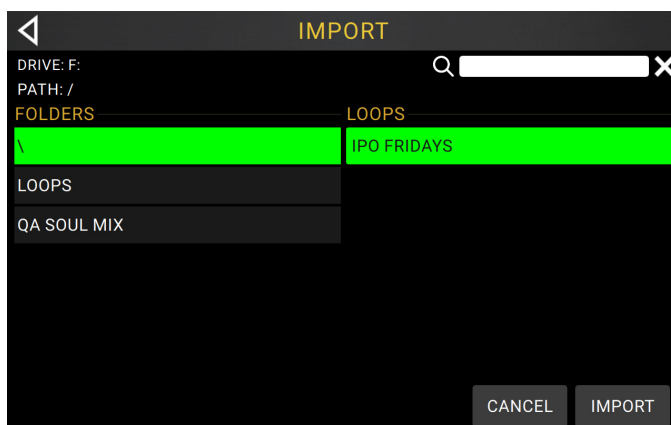 IMPORT
DRIVE: F:
PATH: /
FOLDERS
LOOPS
\
IPO FRIDAYS
LOOPS
QA SOUL MIX
CANCEL
IMPORT